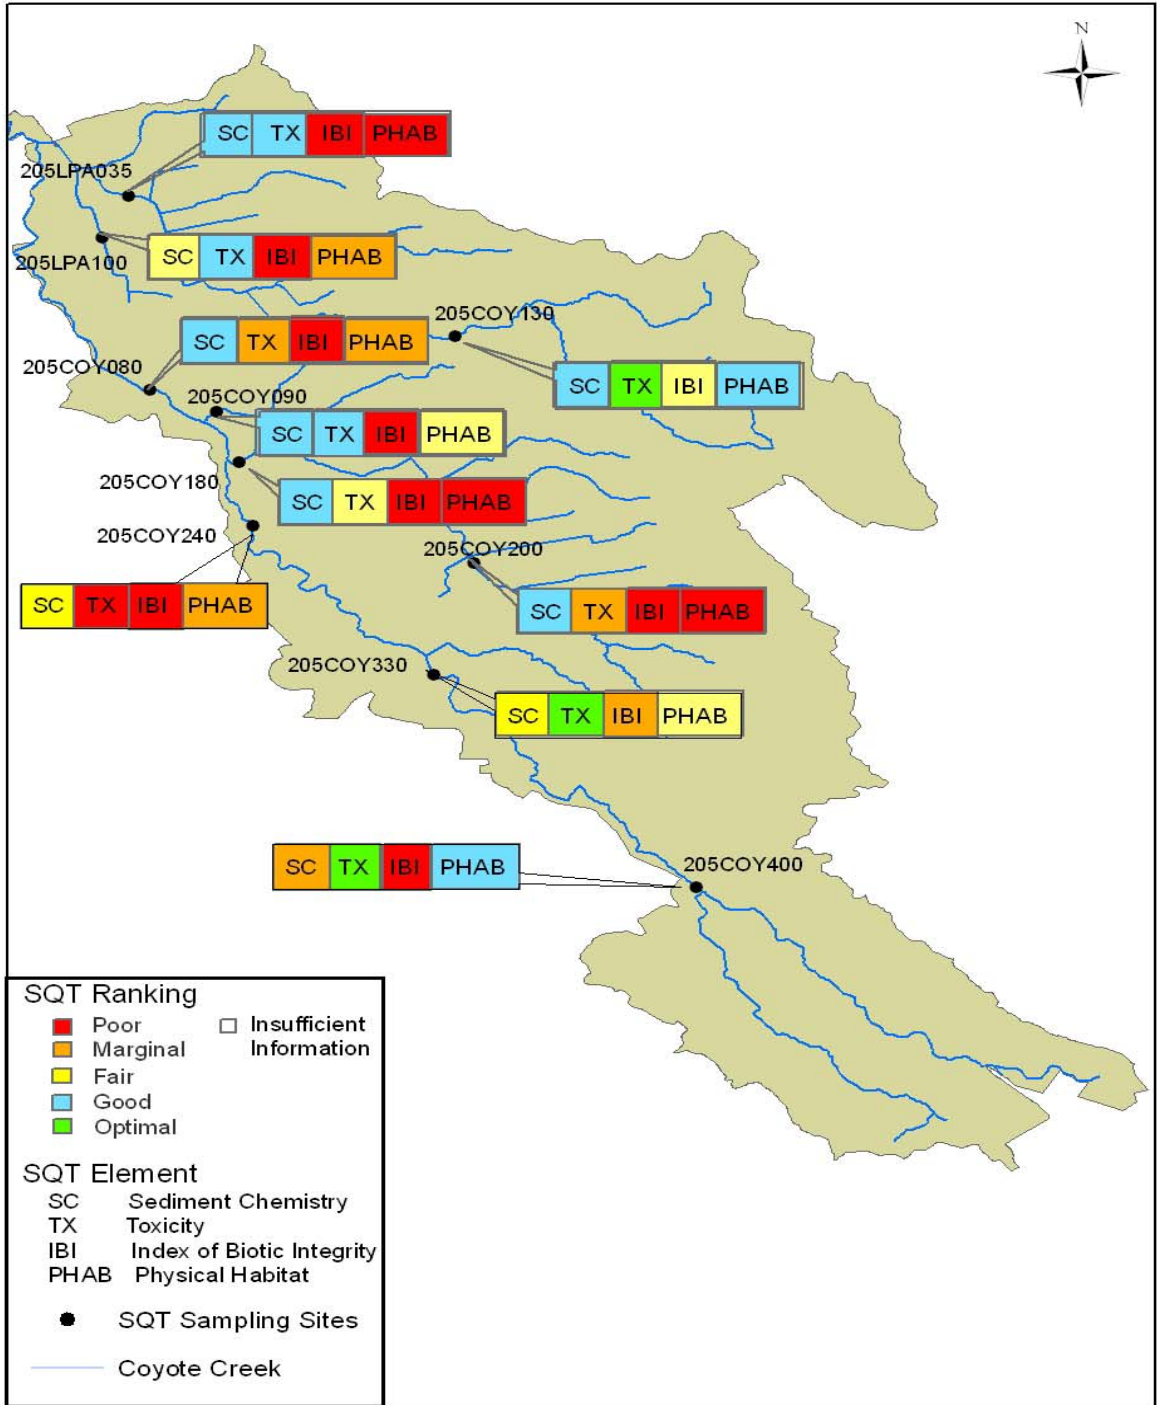 N
SC TX IBI PHAB
205LPA035
205LPA100
SC TX IBI PHAB
205COY130
SC TX IBI PHAB
205COY080
SC TX IBI PHAB
205COY090
SC TX IBI PHAB
205COY180
SC TX IBI PHAB
205COY240
205COY200
SC TX IBI PHAB
SC TX IBI PHAB
205COY330
SC TX IBI PHAB
SC TX IBI PHAB
205COY400
SQT Ranking
Poor
Marginal
Fair
Good
Optimal
Insufficient
Information
SQT Element
SC Sediment Chemistry
TX Toxicity
IBI Index of Biotic Integrity
PHAB Physical Habitat
SQT Sampling Sites
Coyote Creek